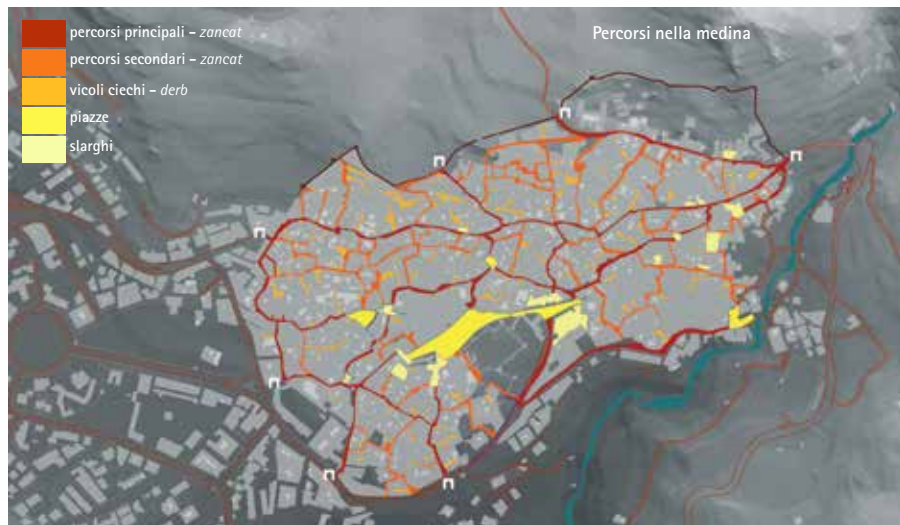 percorsi principali – zancat
percorsi secondari – zancat
vicoli ciechi – derb
piazze
slarghi
Percorsi nella medina